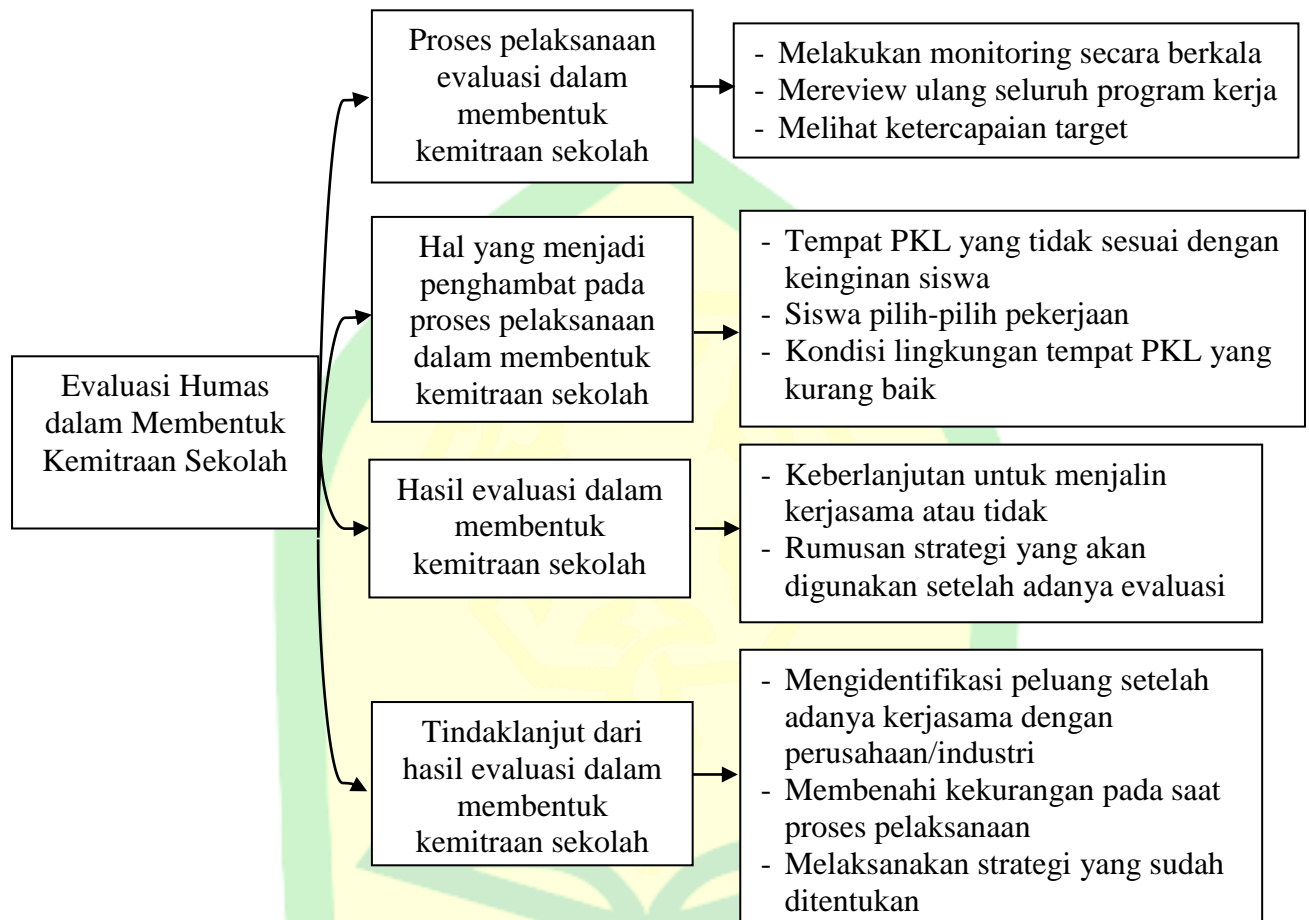 Evaluasi Humas
dalam Membentuk
Kemitraan Sekolah
Proses pelaksanaan
evaluasi dalam
membentuk
kemitraan sekolah
- Melakukan monitoring secara berkala
- Mereview ulang seluruh program kerja
- Melihat ketercapaian target
Hal yang menjadi
penghambat pada
proses pelaksanaan
dalam membentuk
kemitraan sekolah
- Tempat PKL yang tidak sesuai dengan
keinginan siswa
- Siswa pilih-pilih pekerjaan
- Kondisi lingkungan tempat PKL yang
kurang baik
Hasil evaluasi dalam
membentuk
kemitraan sekolah
- Keberlanjutan untuk menjalin
kerjasama atau tidak
- Rumusan strategi yang akan
digunakan setelah adanya evaluasi
Tindaklanjut dari
hasil evaluasi dalam
membentuk
kemitraan sekolah
- Mengidentifikasi peluang setelah
adanya kerjasama dengan
perusahaan/industri
- Membenahi kekurangan pada saat
proses pelaksanaan
- Melaksanakan strategi yang sudah
ditentukan